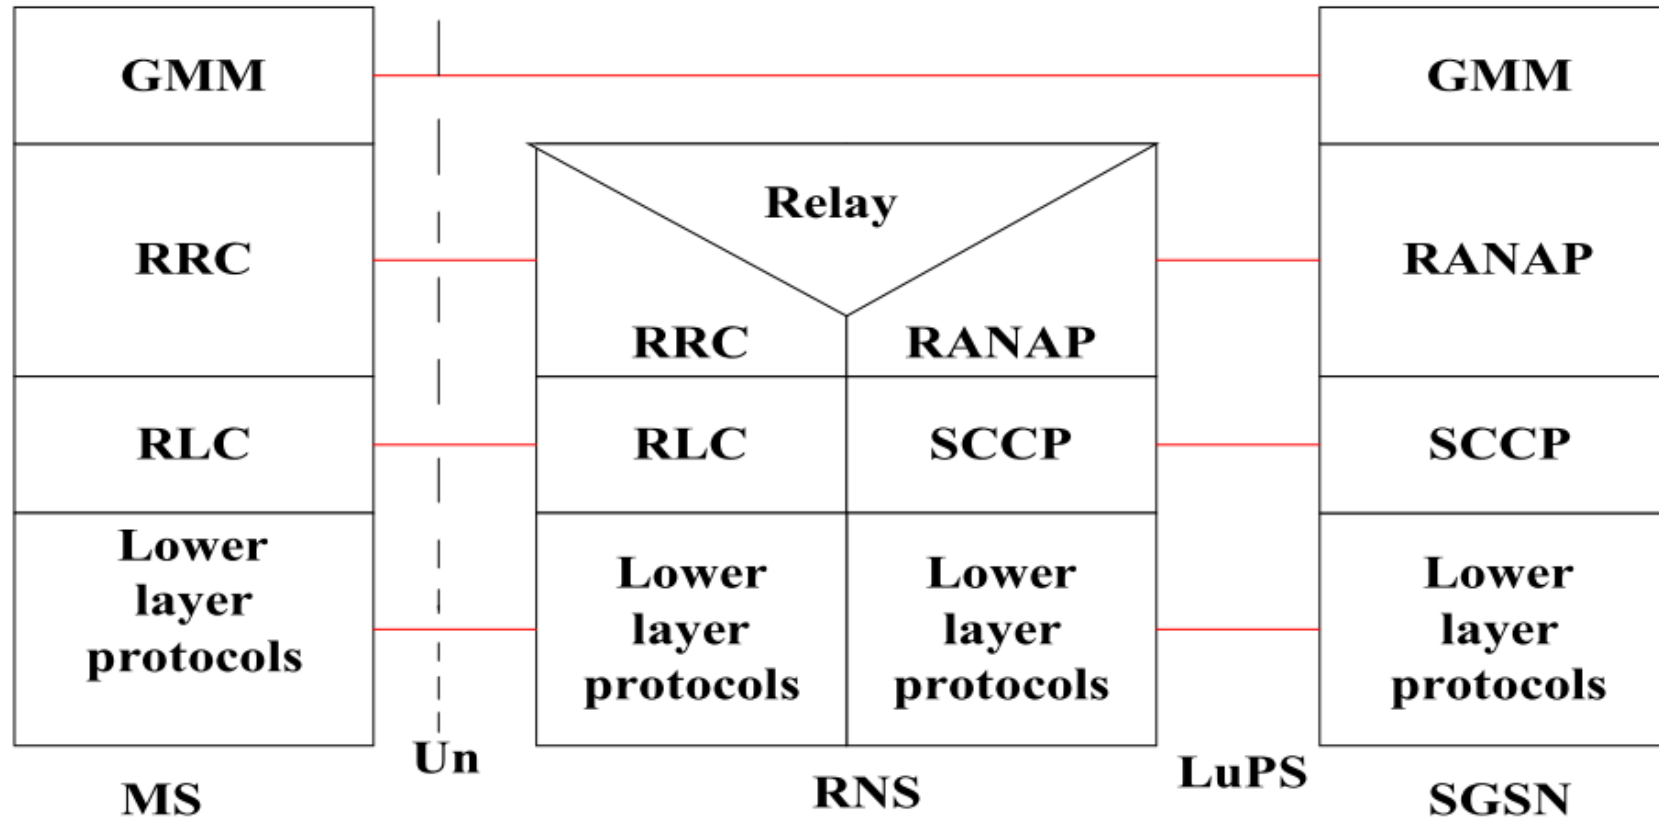 GMM
GMM
Relay
RRC
RANAP
RRC
RANAP
RLC
RLC
SCCP
SCCP
Lower
layer
protocols
Lower
layer
protocols
Lower
layer
protocols
Lower
layer
protocols
Un
LuPS
MS
RNS
SGSN